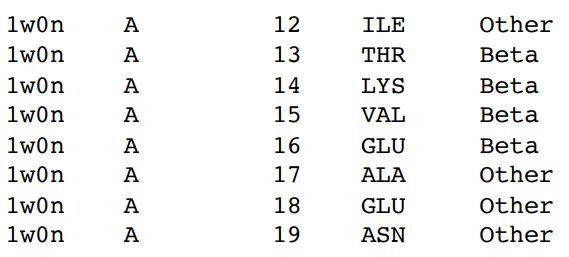 1w0n A 12 ILE Other
1w0n A 13 THR Beta
1w0n A 14 LYS Beta
1w0n A 15 VAL Beta
1w0n A 16 GLU Beta
1w0n A 17 ALA Other
1w0n A 18 GLU Other
1w0n A 19 ASN Other